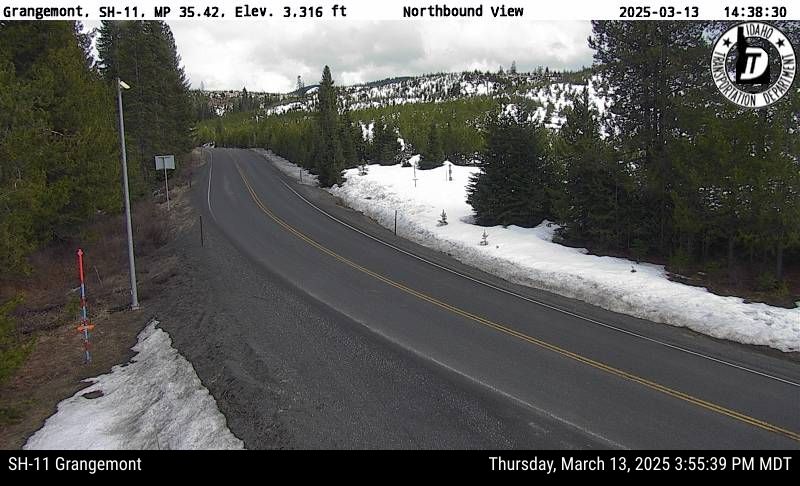 Grangemont, SH-11, MP 35.42, Elev. 3,316 ft Northbound View 2025-03-13 14:38:30
IDAHO
TRANSPORTATION DEPARTMENT
SH-11 Grangemont Thursday, March 13, 2025 3:55:39 PM MDT